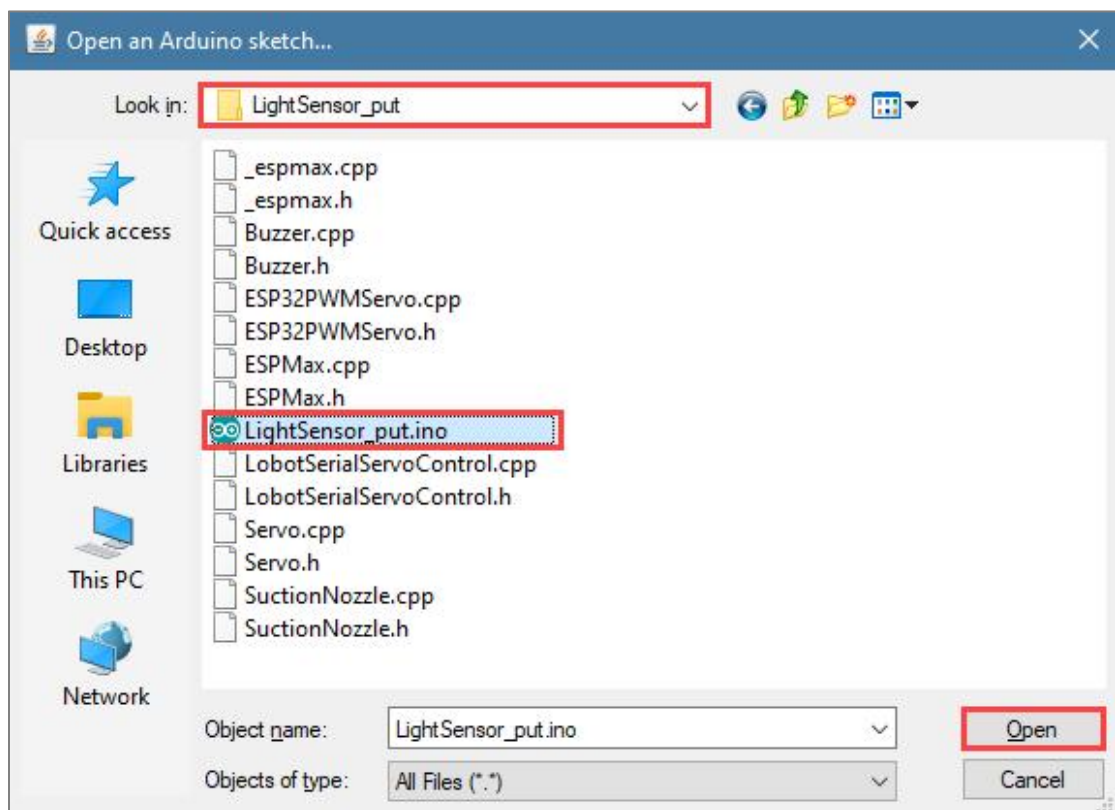 Open an Arduino sketch...
Look in: LightSensor_put
_espmax.cpp
_espmax.h
Buzzer.cpp
Buzzer.h
ESP32PWMServo.cpp
ESP32PWMServo.h
ESPMax.cpp
ESPMax.h
LightSensor_put.ino
LobotSerialServoControl.cpp
LobotSerialServoControl.h
Servo.cpp
Servo.h
SuctionNozzle.cpp
SuctionNozzle.h
Quick access
Desktop
Libraries
This PC
Network
Object name: LightSensor_put.ino Open
Objects of type: All Files (*.*) Cancel